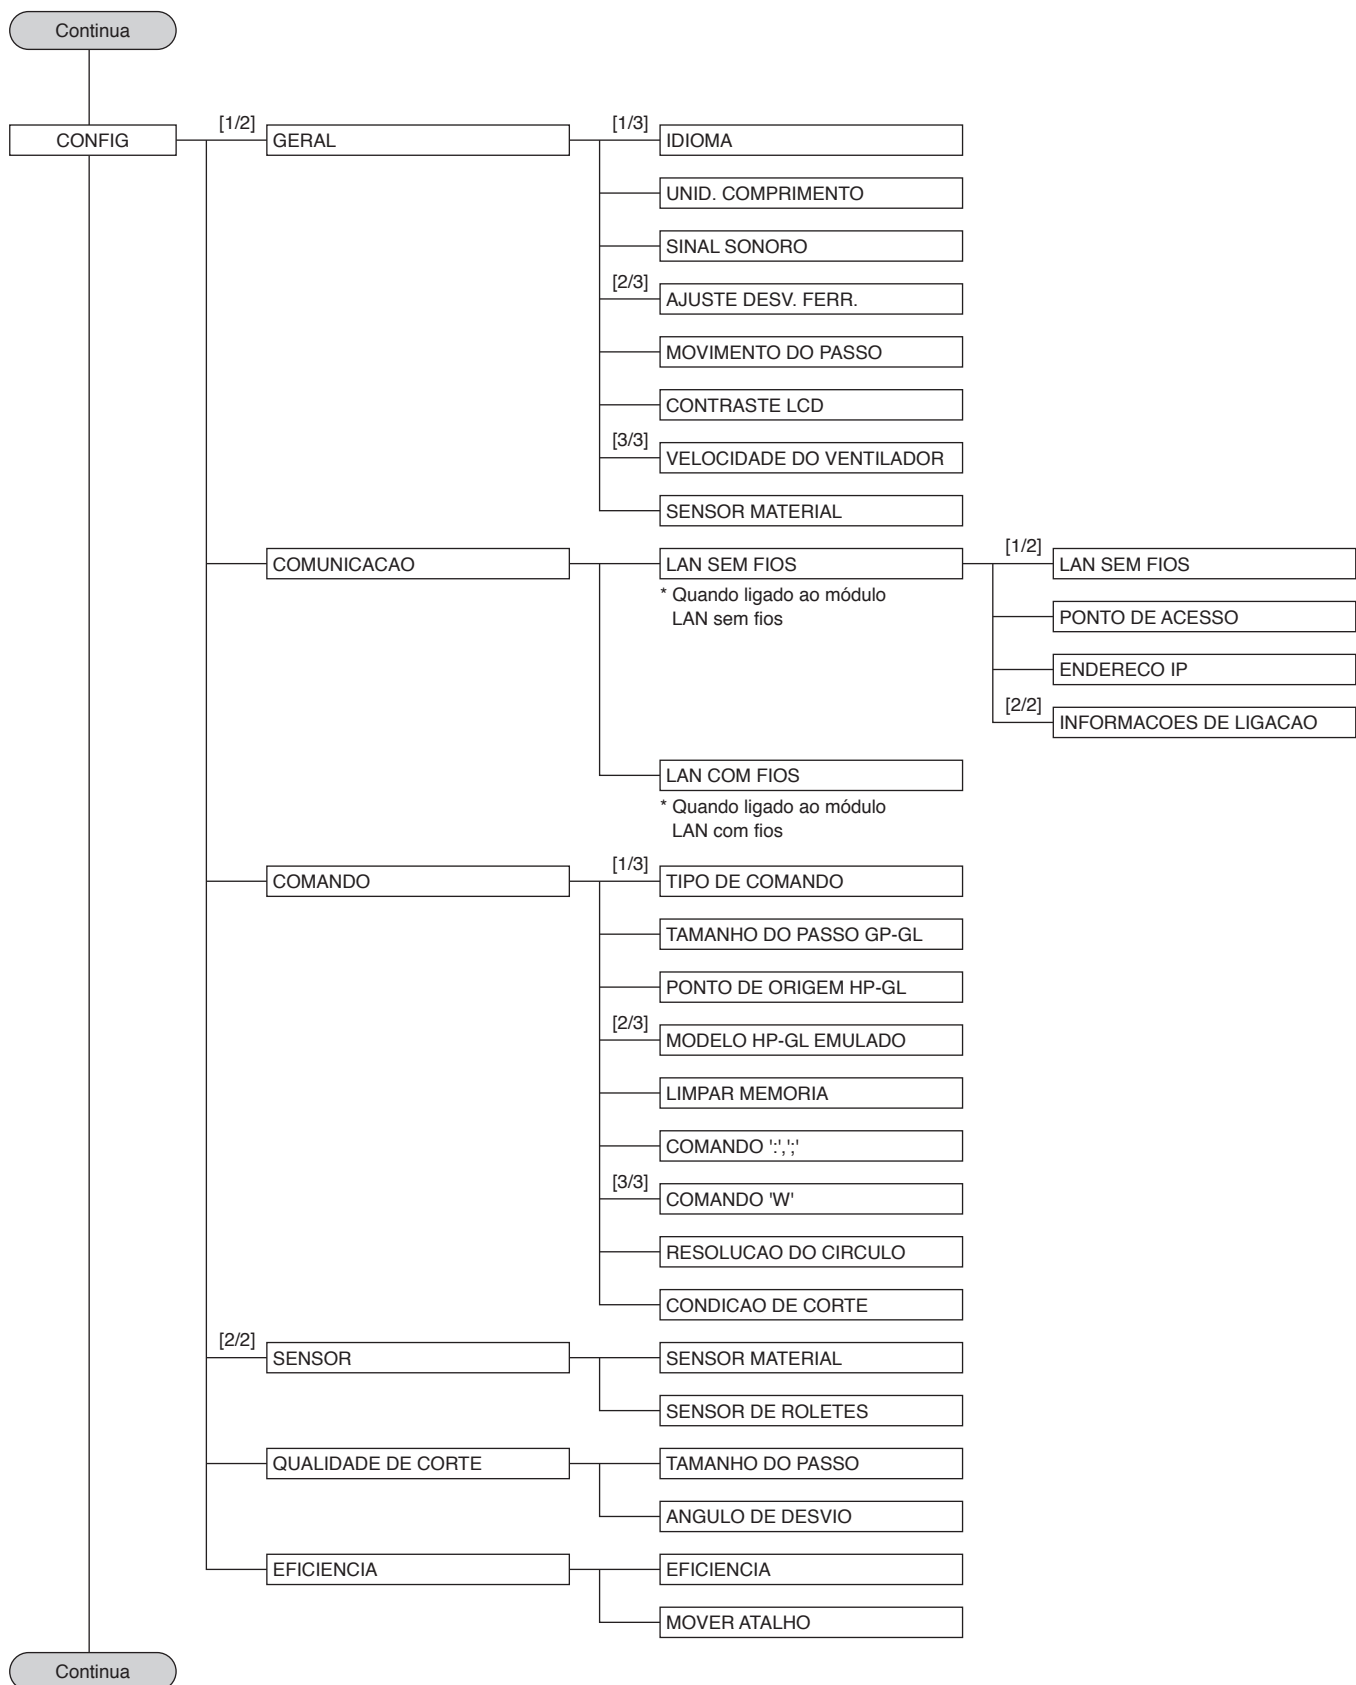 Continua
CONFIG
[1/2]
GERAL
[1/3]
IDIOMA
UNID. COMPRIMENTO
SINAL SONORO
[2/3]
AJUSTE DESV. FERR.
MOVIMENTO DO PASSO
CONTRASTE LCD
[3/3]
VELOCIDADE DO VENTILADOR
SENSOR MATERIAL
COMUNICACAO
LAN SEM FIOS
* Quando ligado ao módulo
LAN sem fios
[1/2]
LAN SEM FIOS
PONTO DE ACESSO
ENDERECO IP
[2/2]
INFORMACOES DE LIGACAO
LAN COM FIOS
* Quando ligado ao módulo
LAN com fios
COMANDO
[1/3]
TIPO DE COMANDO
TAMANHO DO PASSO GP-GL
PONTO DE ORIGEM HP-GL
[2/3]
MODELO HP-GL EMULADO
LIMPAR MEMORIA
COMANDO ':',';'
[3/3]
COMANDO 'W'
RESOLUCAO DO CIRCULO
CONDICAO DE CORTE
[2/2]
SENSOR
SENSOR MATERIAL
SENSOR DE ROLETES
QUALIDADE DE CORTE
TAMANHO DO PASSO
ANGULO DE DESVIO
EFICIENCIA
EFICIENCIA
MOVER ATALHO
Continua